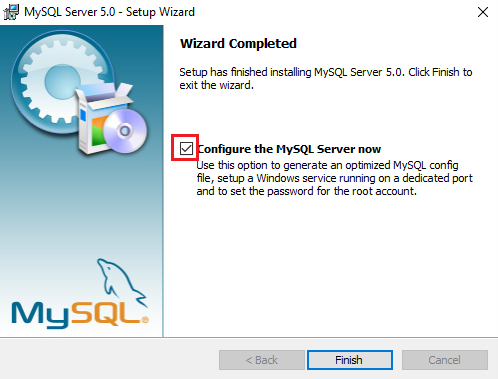 MySQL Server 5.0 - Setup Wizard
Wizard Completed
Setup has finished installing MySQL Server 5.0. Click Finish to
exit the wizard.
Configure the MySQL Server now
Use this option to generate an optimized MySQL config
file, setup a Windows service running on a dedicated port
and to set the password for the root account.
MySQL®
< Back
Finish
Cancel